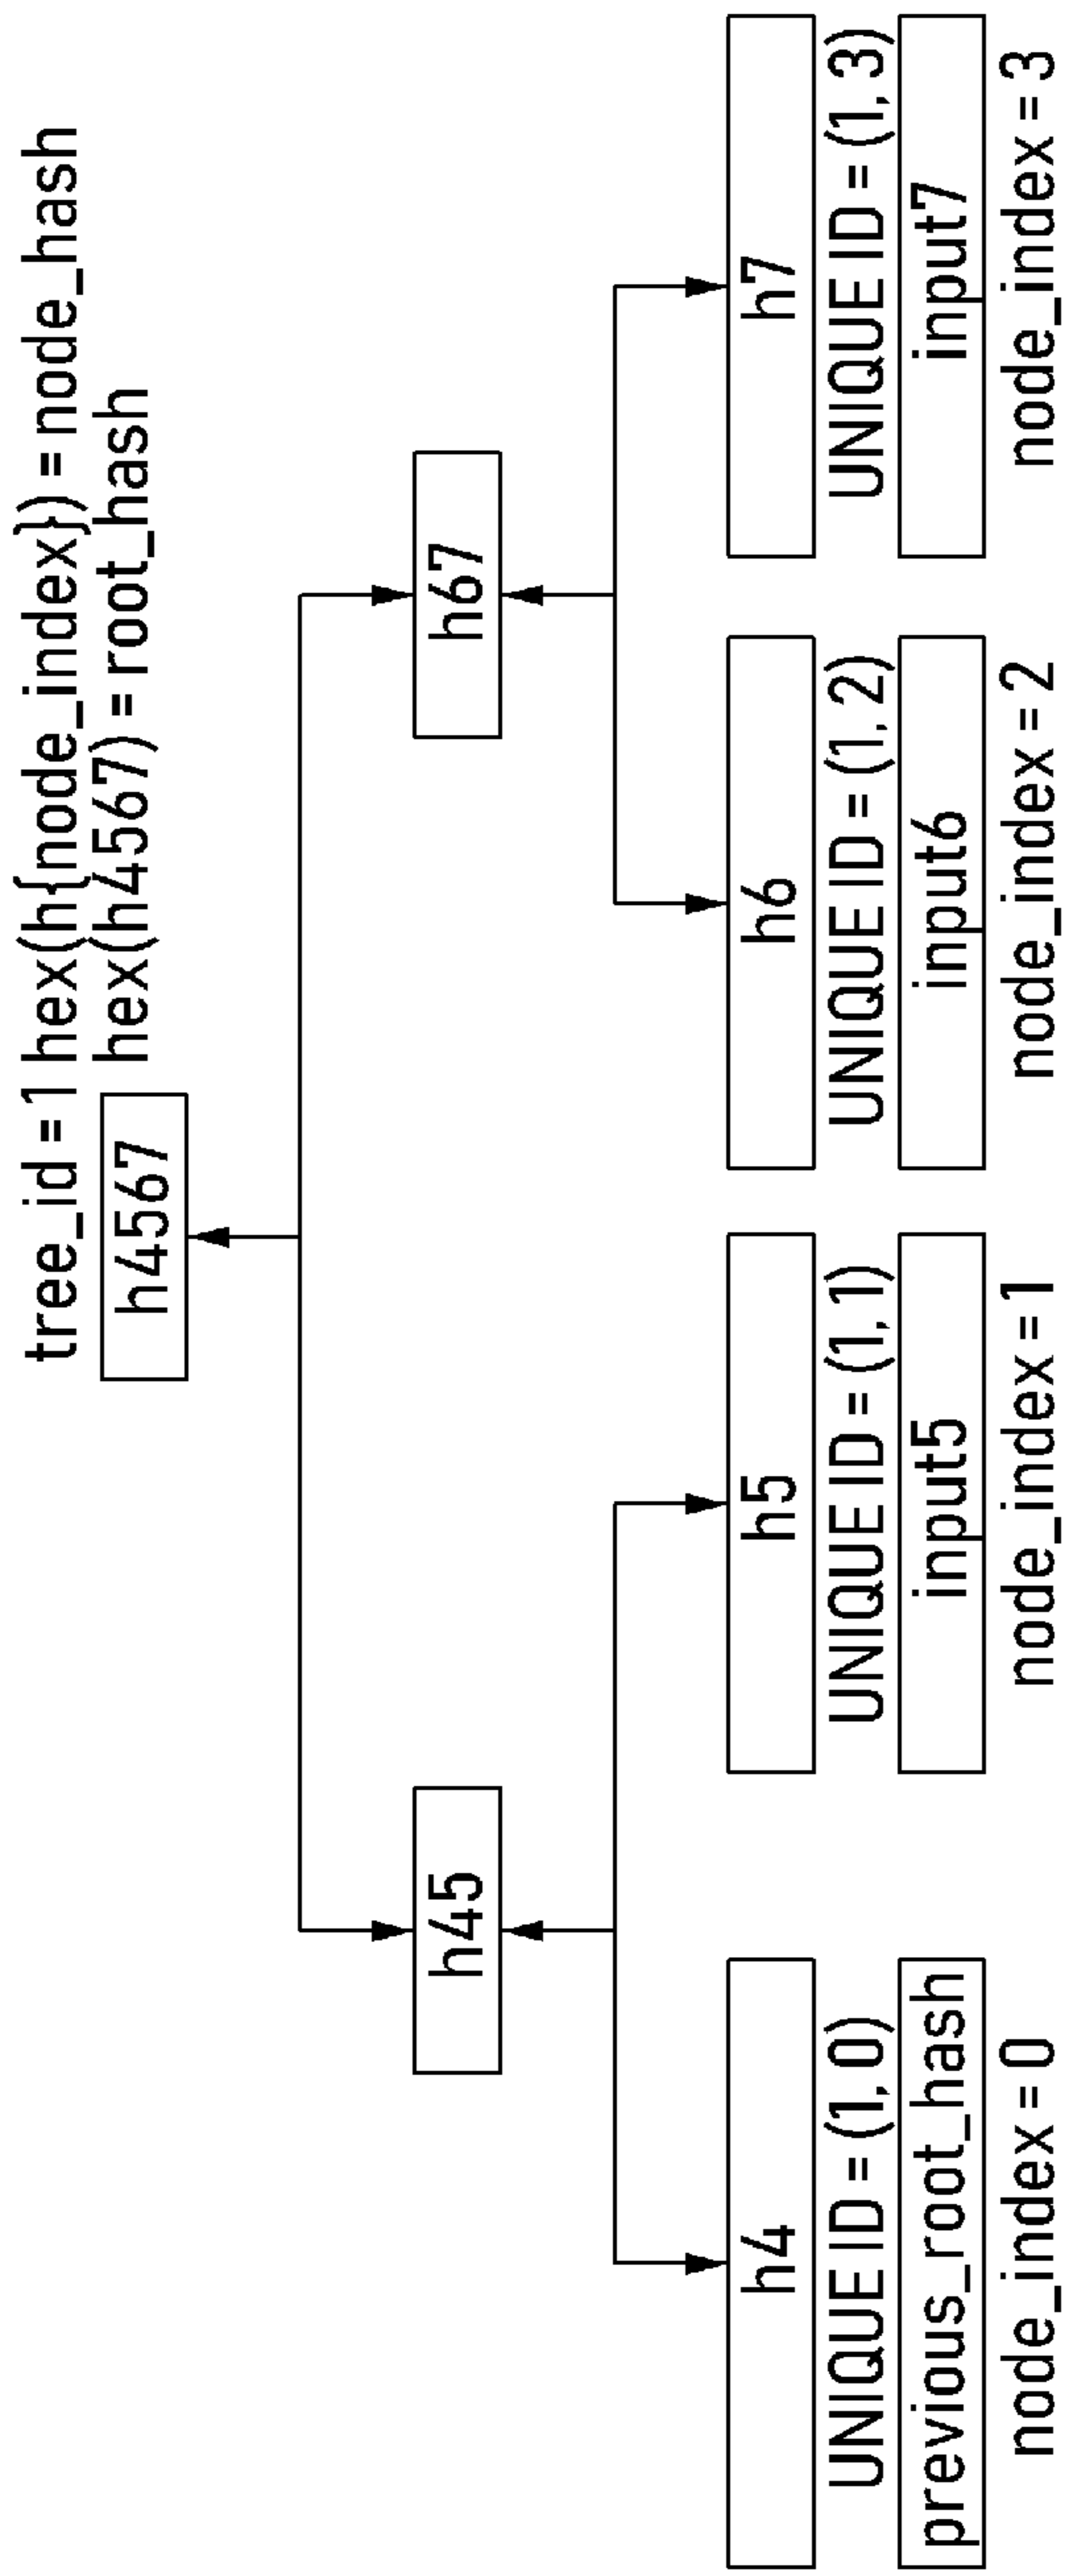 tree_id = 1 hex(h{node_index}) = node_hash
hex(h4567) = root_hash
h4567
h45
h67
h4
h5
h6
h7
UNIQUE ID = (1, 0)
UNIQUE ID = (1, 1)
UNIQUE ID = (1, 2)
UNIQUE ID = (1, 3)
previous_root_hash
input5
input6
input7
node_index = 0
node_index = 1
node_index = 2
node_index = 3